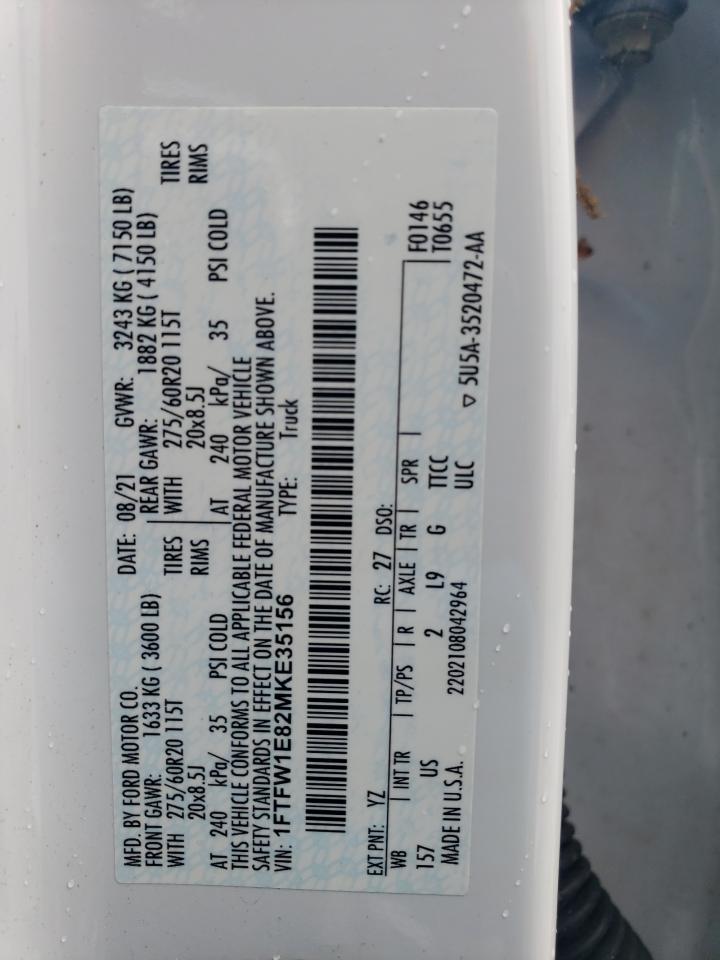 MFD. BY FORD MOTOR CO. DATE: 08/21 GVWR: 3243 KG ( 7150 LB)
FRONT GAWR: 1633 KG ( 3600 LB) REAR GAWR: 1882 KG ( 4150 LB)
WITH 275/60R20 115T TIRES WITH 275/60R20 115T TIRES
20x8.5J RIMS 20x8.5J RIMS
AT 240 kPa/ 35 PSI COLD AT 240 kPa/ 35 PSI COLD
THIS VEHICLE CONFORMS TO ALL APPLICABLE FEDERAL MOTOR VEHICLE
SAFETY STANDARDS IN EFFECT ON THE DATE OF MANUFACTURE SHOWN ABOVE.
VIN: 1FTFW1E82MKE35156 TYPE: Truck
EXT PNT: YZ RC: 27 DSO: F0146
WB INT TR TP/PS R AXLE TR SPR T0655
157 US 2 L9 G TTCC
ULC
MADE IN U.S.A. 2202108042964 ▽ 5U5A-3520472-AA